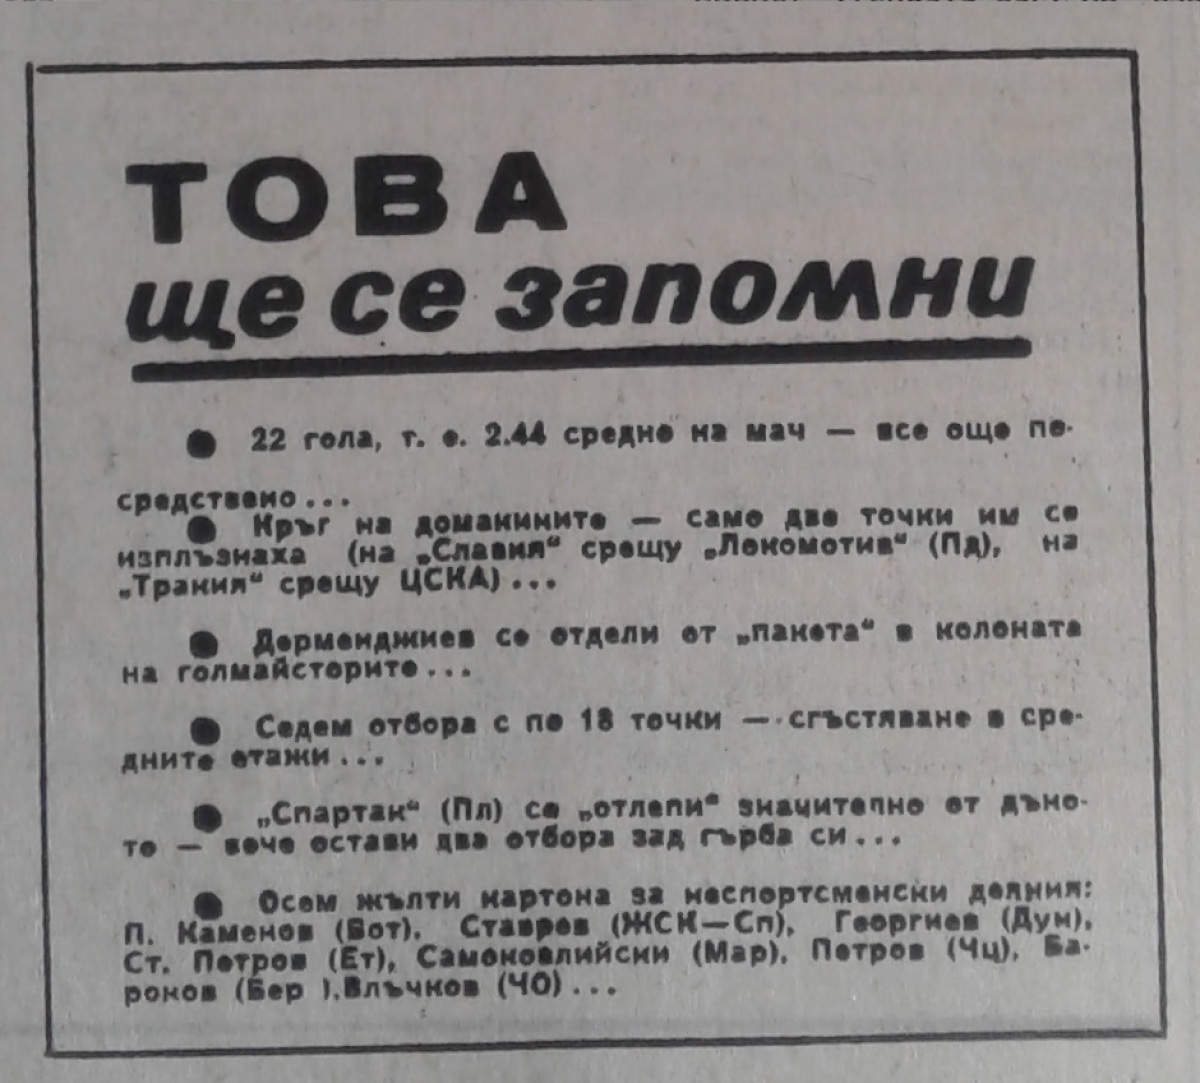 ТОВА
ще се запомни
● 22 гола, т. е. 2.44 средно на мач — все още по-
средствено...
● Кръг на домакините — само две точки им се
изплъзнаха (на „Славия“ срещу „Локомотив“ (Пд), на
„Тракия“ срещу ЦСКА)...
● Дерменджиев се отдели от „пакета“ в колоната
на голмайсторите...
● Седем отбора с по 18 точки — сгъстяване в сре-
дните етажи...
● „Спартак“ (Пл) се „отлепи“ значително от дъно-
то — вече остави два отбора зад гърба си...
● Осем жълти картона за неспортсменски деяния:
П. Каменов (Бот), Ставрев (ЖСК—Сп), Георгиев (Дун),
Ст. Петров (Ет), Самоковлийски (Мар), Петров (Чц), Ба-
роков (Бер ),Влъчков (ЧО)...